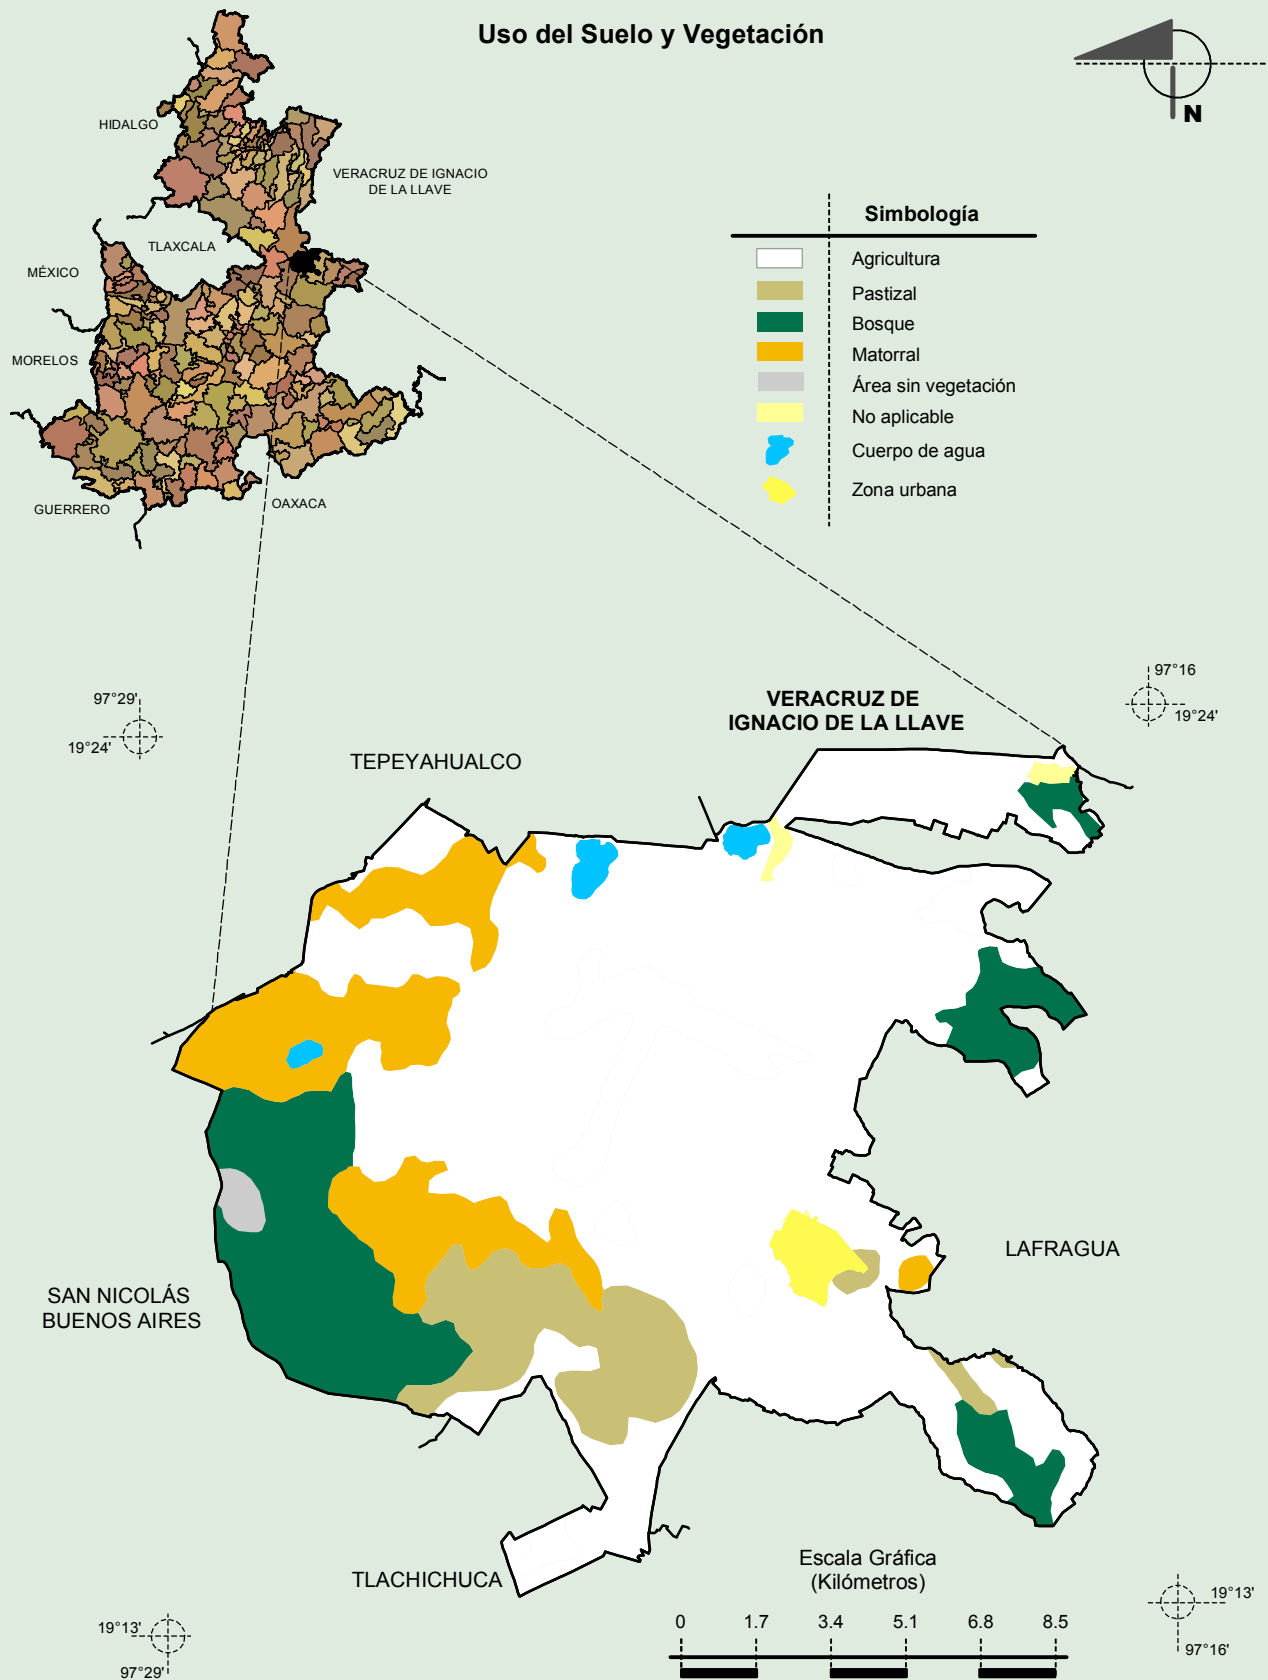 Uso del Suelo y Vegetación
N
HIDALGO
VERACRUZ DE IGNACIO
DE LA LLAVE
TLAXCALA
MÉXICO
MORELOS
GUERRERO
OAXACA
Simbología
Agricultura
Pastizal
Bosque
Matorral
Área sin vegetación
No aplicable
Cuerpo de agua
Zona urbana
97°29'
19°24'
97°16
19°24'
VERACRUZ DE
IGNACIO DE LA LLAVE
TEPEYAHUALCO
LAFRAGUA
SAN NICOLÁS
BUENOS AIRES
TLACHICHUCA
Escala Gráfica
(Kilómetros)
0 1.7 3.4 5.1 6.8 8.5
19°13'
97°29'
19°13'
97°16'